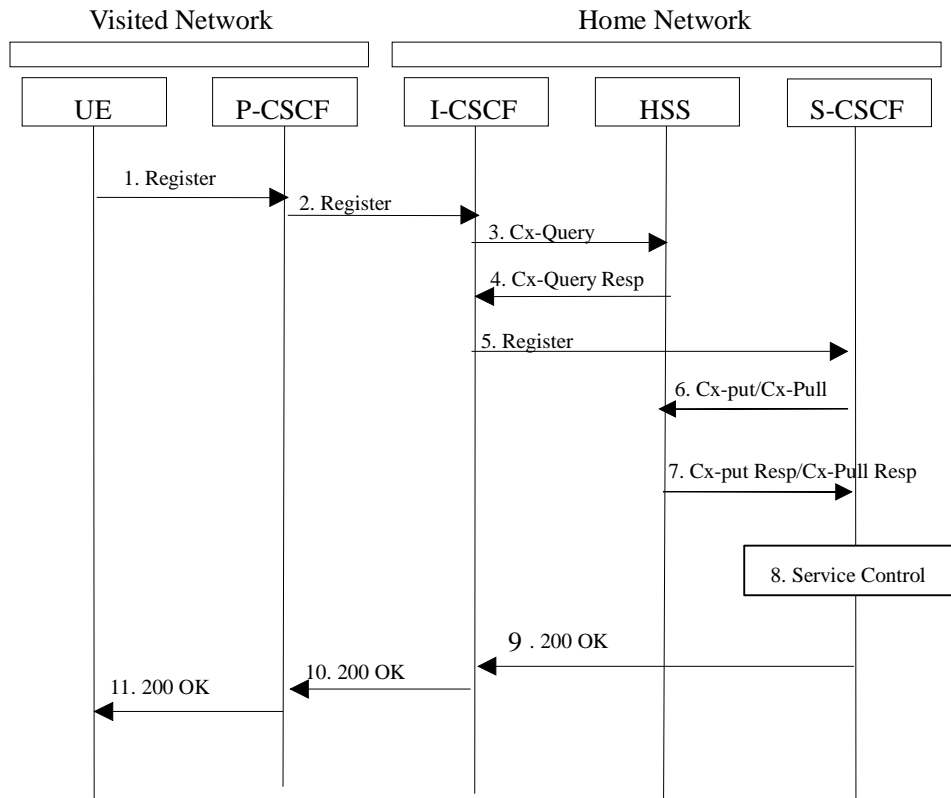 Visited Network
Home Network
UE
P-CSCF
I-CSCF
HSS
S-CSCF
1. Register
2. Register
3. Cx-Query
4. Cx-Query Resp
5. Register
6. Cx-put/Cx-Pull
7. Cx-put Resp/Cx-Pull Resp
8. Service Control
9 . 200 OK
10. 200 OK
11. 200 OK